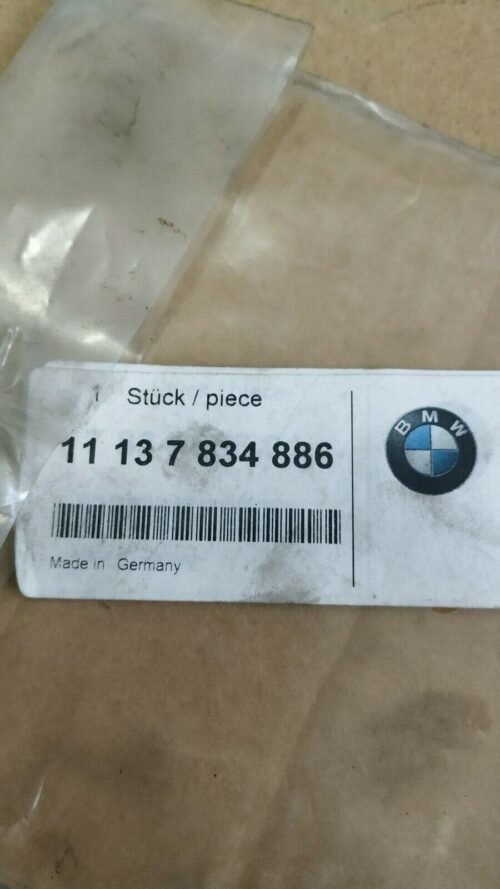 1 Stück / piece
11 13 7 834 886
Made in Germany
BMW